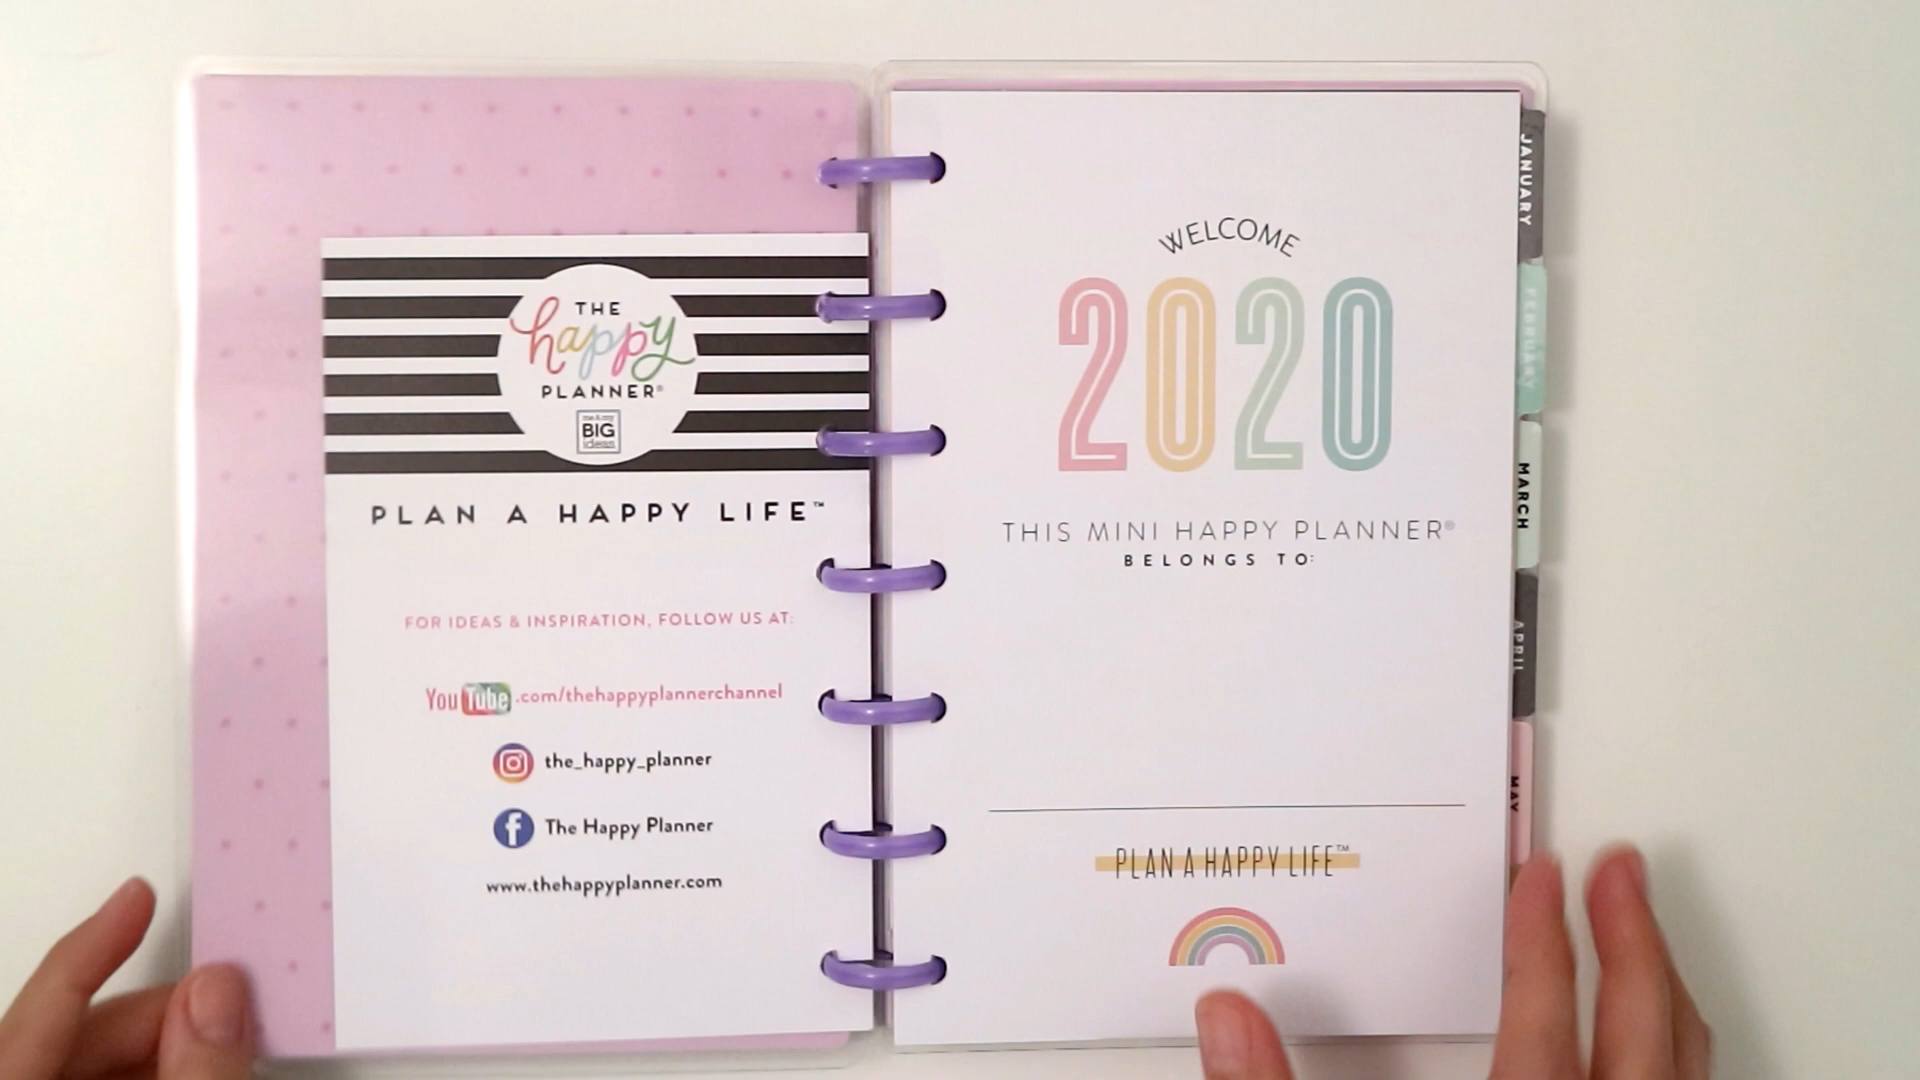 THE
happy
PLANNER®
me & my
BIG
ideas
PLAN A HAPPY LIFE™
FOR IDEAS & INSPIRATION, FOLLOW US AT:
YouTube.com/thehappyplannerchannel
the_happy_planner
The Happy Planner
www.thehappyplanner.com
WELCOME
2020
THIS MINI HAPPY PLANNER®
BELONGS TO:
PLAN A HAPPY LIFE™
JANUARY
FEBRUARY
MARCH
APRIL
MAY